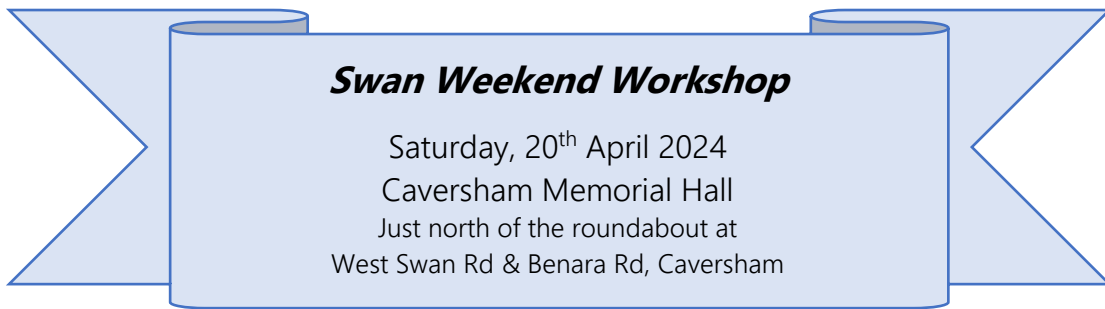 Swan Weekend Workshop
Saturday, 20th April 2024
Caversham Memorial Hall
Just north of the roundabout at
West Swan Rd & Benara Rd, Caversham